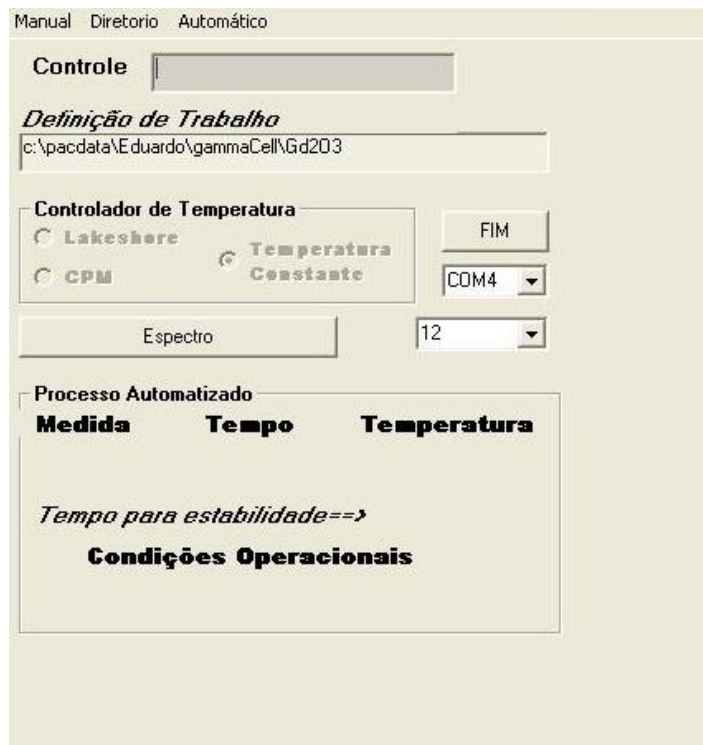 Manual Diretorio Automático
Controle
Definição de Trabalho
c:\pacdata\Eduardo\gammaCell\Gd2O3
Controlador de Temperatura
Lakeshore
Temperatura
Constante
CPM
FIM
COM4
Espectro
12
Processo Automatizado
Medida Tempo Temperatura
Tempo para estabilidade==>
Condições Operacionais